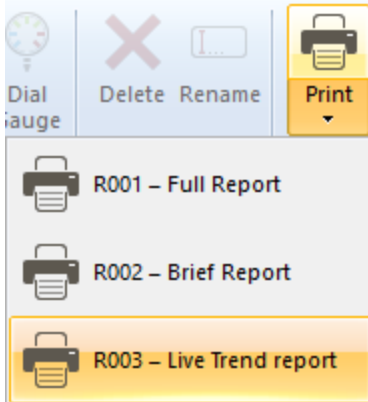 Dial
Gauge
Delete
Rename
Print
R001 – Full Report
R002 – Brief Report
R003 – Live Trend report